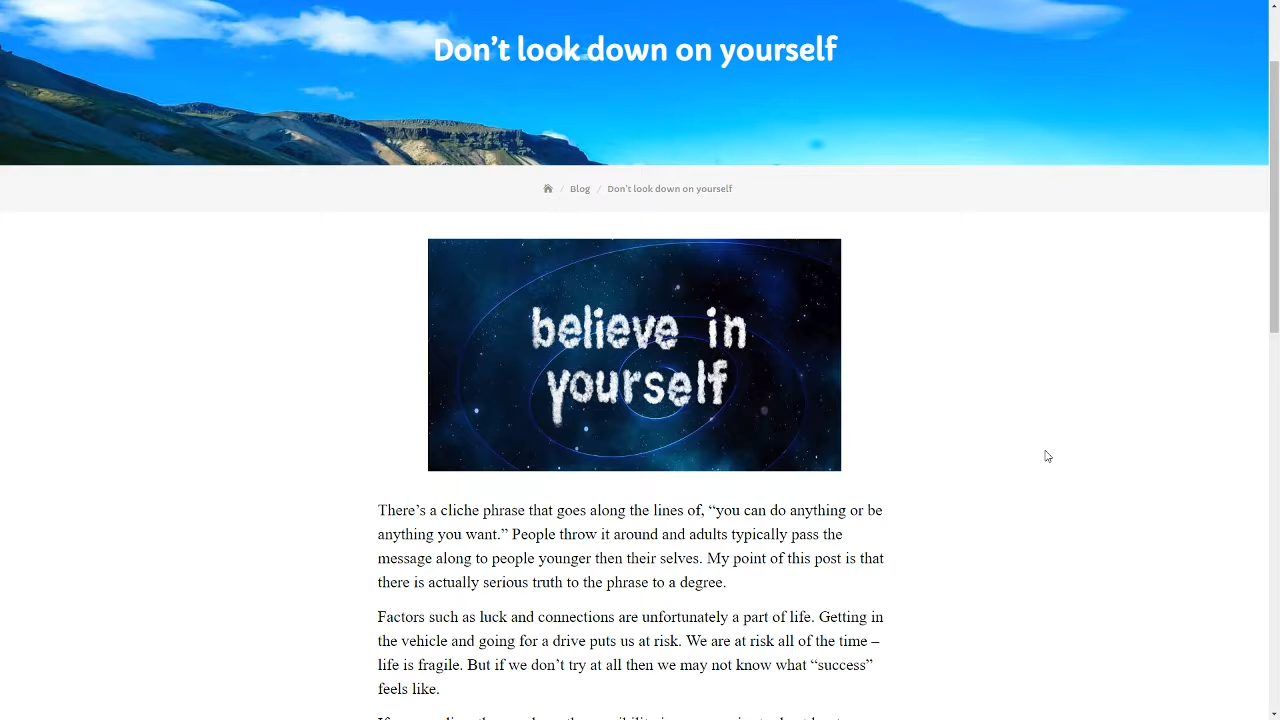 Don’t look down on yourself
/ Blog / Don’t look down on yourself
believe in
yourself
There’s a cliche phrase that goes along the lines of, “you can do anything or be
anything you want.” People throw it around and adults typically pass the
message along to people younger then their selves. My point of this post is that
there is actually serious truth to the phrase to a degree.
Factors such as luck and connections are unfortunately a part of life. Getting in
the vehicle and going for a drive puts us at risk. We are at risk all of the time –
life is fragile. But if we don’t try at all then we may not know what “success”
feels like.